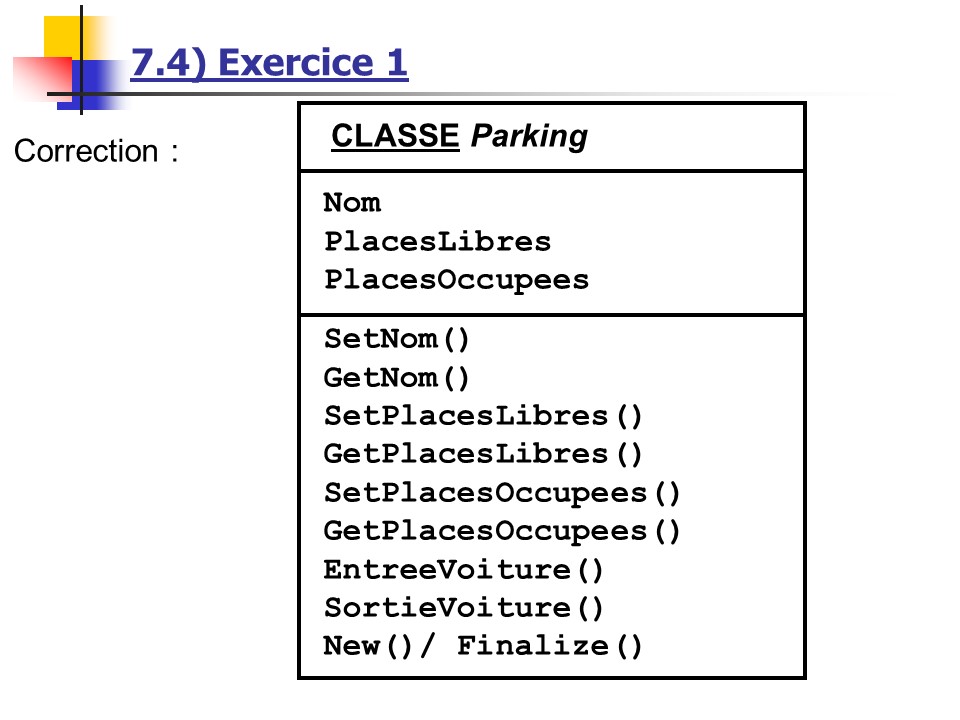 7.4) Exercice 1
Correction :
CLASSE Parking
Nom
PlacesLibres
PlacesOccupees
SetNom()
GetNom()
SetPlacesLibres()
GetPlacesLibres()
SetPlacesOccupees()
GetPlacesOccupees()
EntreeVoiture()
SortieVoiture()
New()/ Finalize()